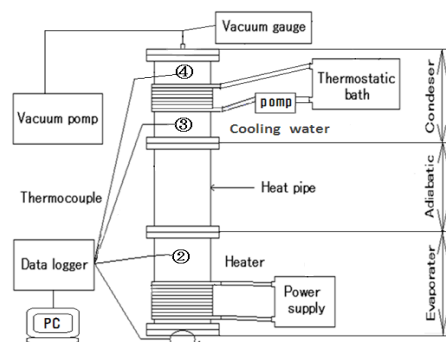 Vacuum gauge
④
Thermostatic
bath
pomp
Vacuum pomp
③
Cooling water
Condeser
Thermocouple
Heat pipe
Adiabatic
②
Data logger
Heater
Power
supply
Evaporater
PC